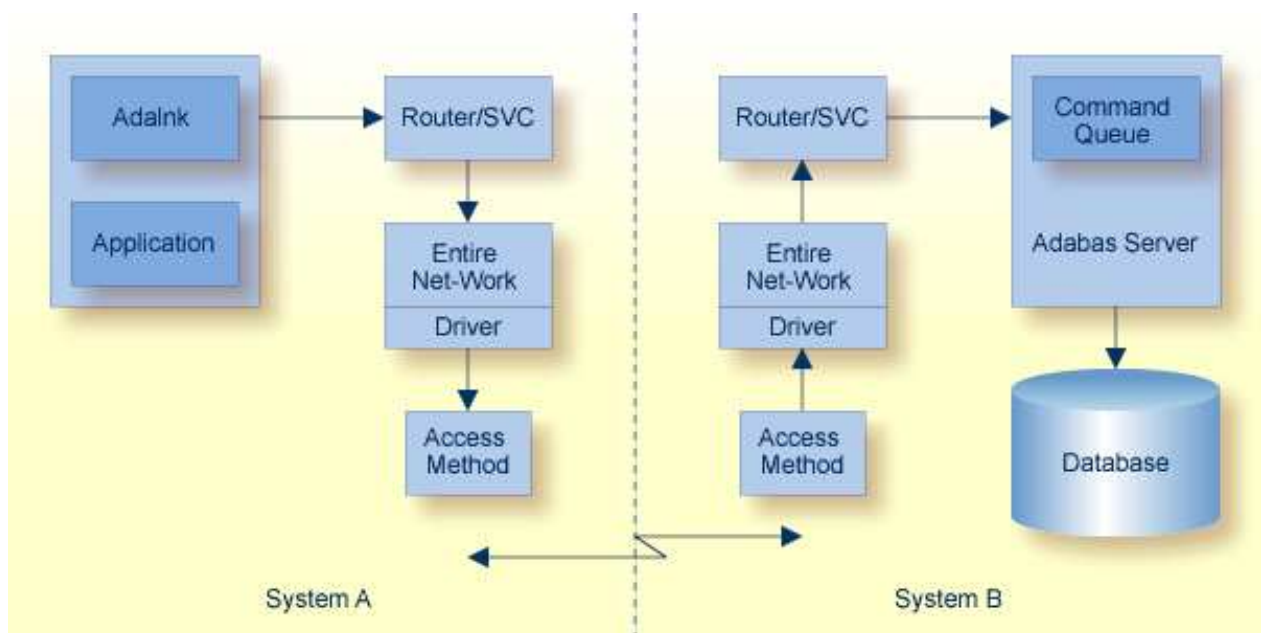 Adalnk
Application
Router/SVC
Entire
Net-Work
Driver
Access
Method
System A
Router/SVC
Entire
Net-Work
Driver
Access
Method
Command
Queue
Adabas Server
Database
System B